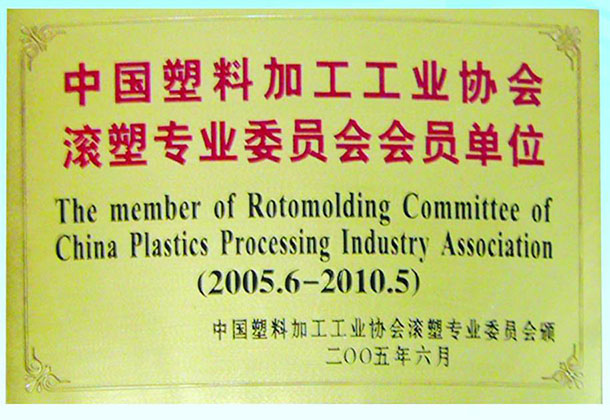 中国塑料加工工业协会
滚塑专业委员会会员单位
The member of Rotomolding Committee of
China Plastics Processing Industry Association
(2005.6-2010.5)
中国塑料加工工业协会滚塑专业委员会颁
二〇〇五年六月